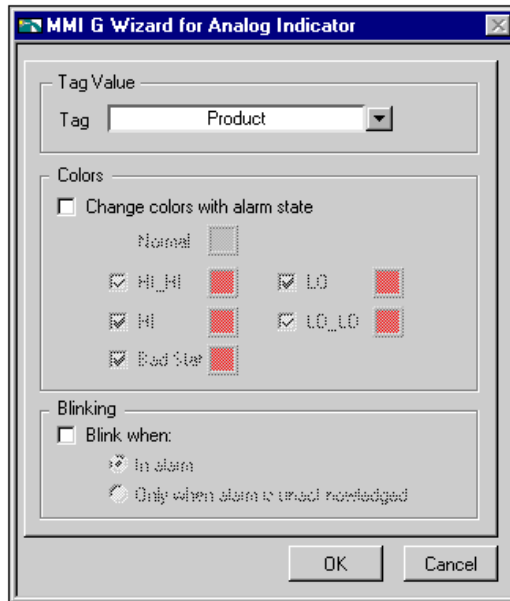 MMI G Wizard for Analog Indicator
Tag Value
Tag Product
Colors
Change colors with alarm state
Normal
HI_HI LO
HI LO_LO
Bad Stat
Blinking
Blink when:
In alarm
Only when alarm is unacknowledged
OK Cancel